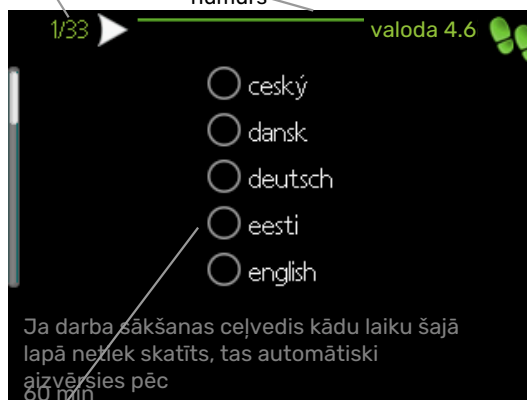 numurs
1/33
valoda 4.6
ceský
dansk
deutsch
eesti
english
Ja darba sākšanas ceļvedis kādu laiku šajā
lapā netiek skatīts, tas automātiski
aizvērsies pēc
60 min